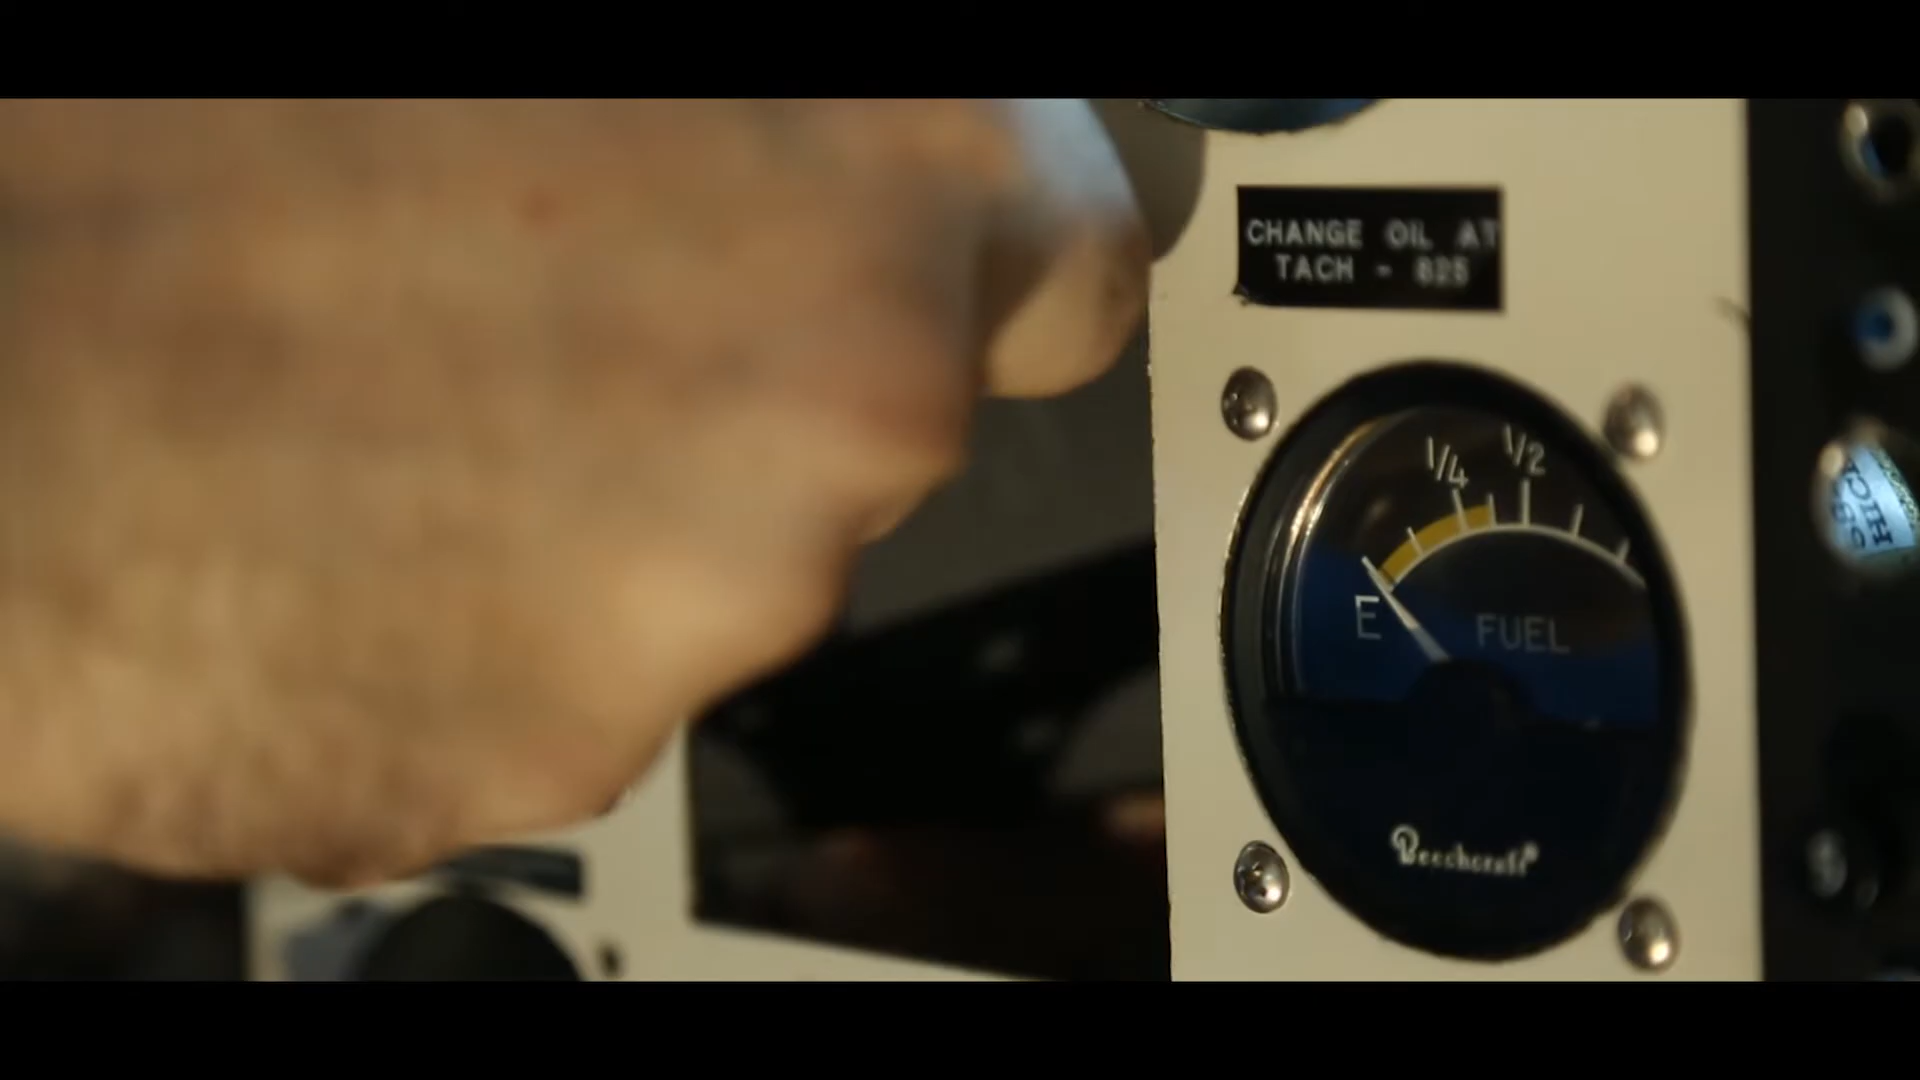 CHANGE OIL AT
TACH - 825
1/4
1/2
E
FUEL
Beechcraft